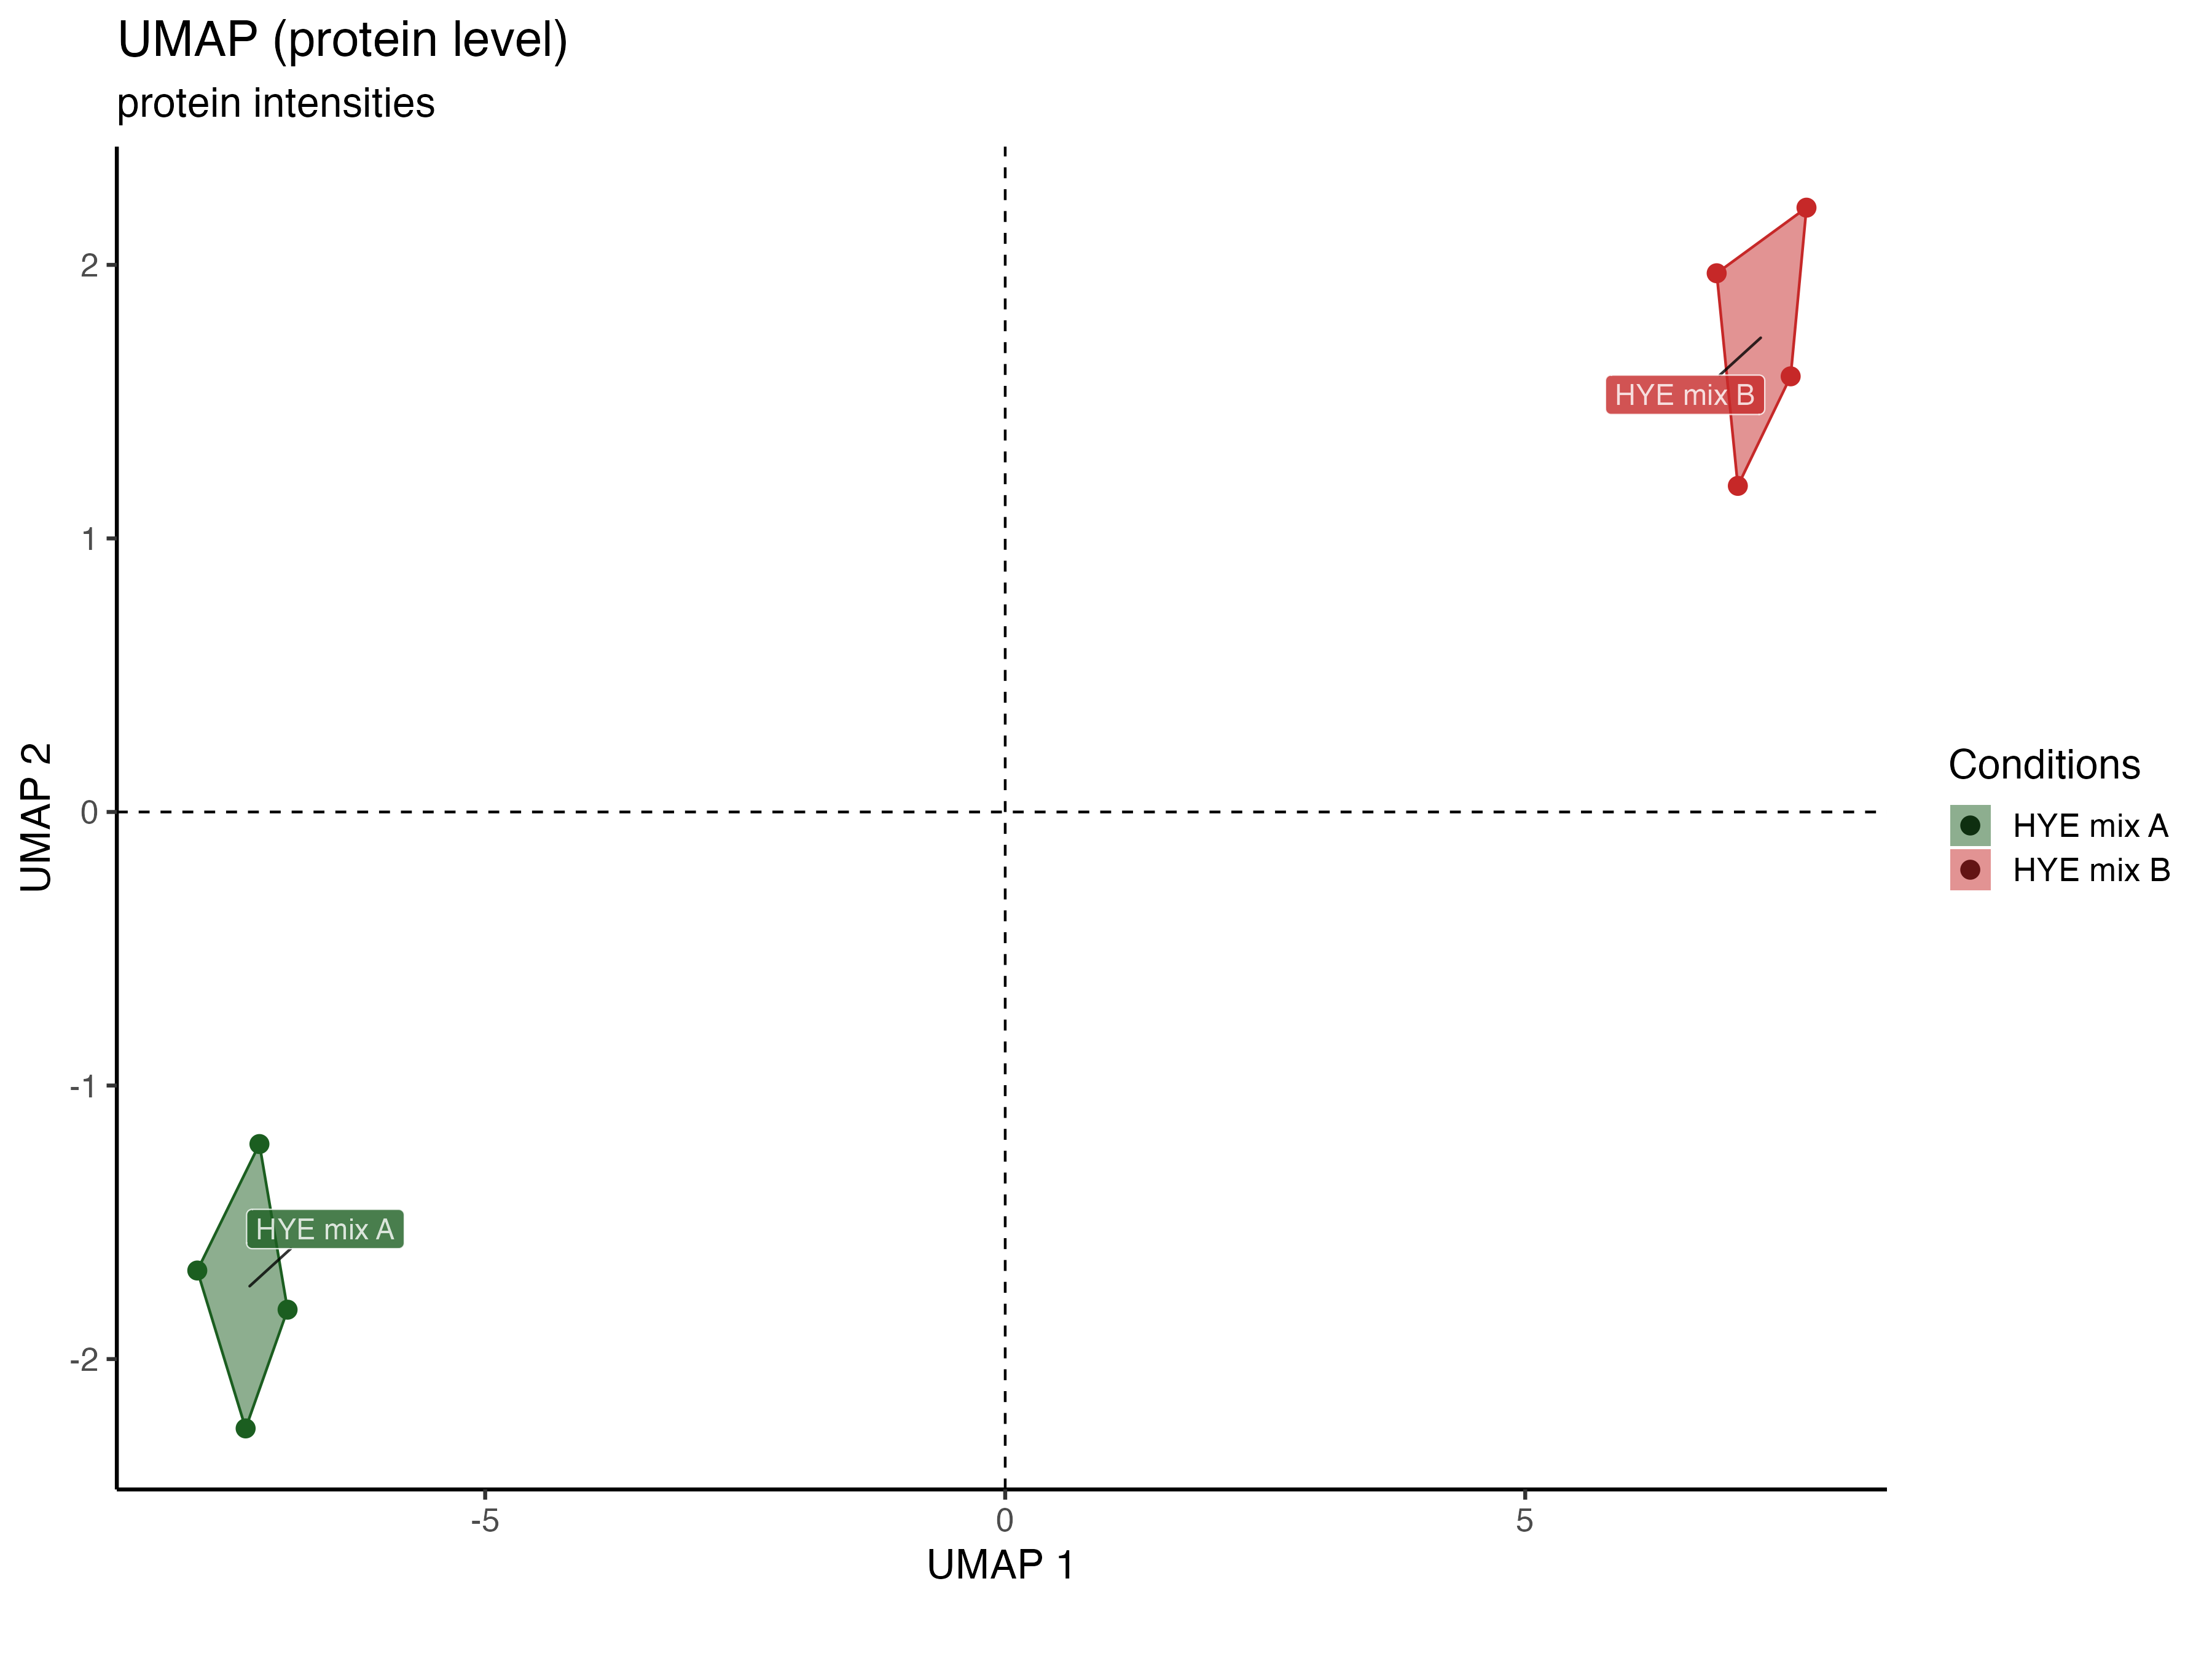 UMAP (protein level)
protein intensities
2
1
0
-1
-2
UMAP 2
HYE mix B
HYE mix A
-5
0
5
UMAP 1
Conditions
HYE mix A
HYE mix B